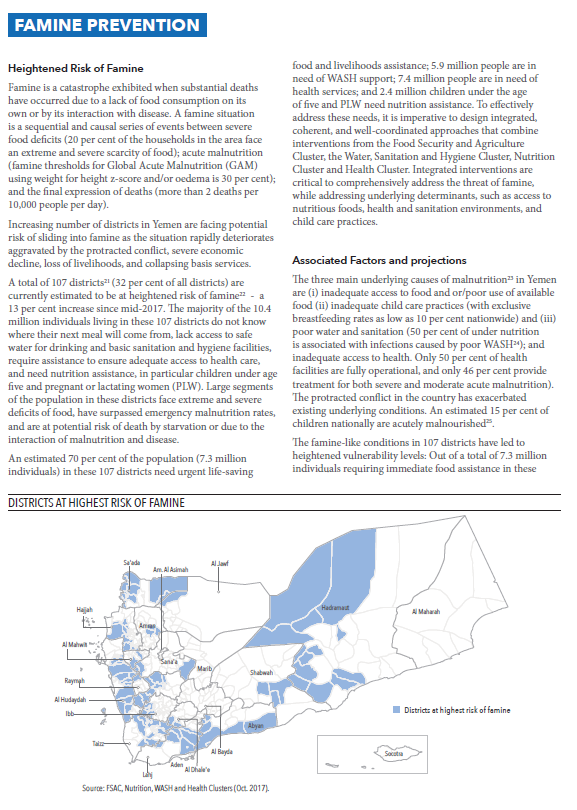 FAMINE PREVENTION
Heightened Risk of Famine
Famine is a catastrophe exhibited when substantial deaths
have occurred due to a lack of food consumption on its
own or by its interaction with disease. A famine situation
is a sequential and causal series of events between severe
food deficits (20 per cent of the households in the area face
an extreme and severe scarcity of food); acute malnutrition
(famine thresholds for Global Acute Malnutrition (GAM)
using weight for height z-score and/or oedema is 30 per cent);
and the final expression of deaths (more than 2 deaths per
10,000 people per day).
Increasing number of districts in Yemen are facing potential
risk of sliding into famine as the situation rapidly deteriorates
aggravated by the protracted conflict, severe economic
decline, loss of livelihoods, and collapsing basis services.
A total of 107 districts²¹ (32 per cent of all districts) are
currently estimated to be at heightened risk of famine²² - a
13 per cent increase since mid-2017. The majority of the 10.4
million individuals living in these 107 districts do not know
where their next meal will come from, lack access to safe
water for drinking and basic sanitation and hygiene facilities,
require assistance to ensure adequate access to health care,
and need nutrition assistance, in particular children under age
five and pregnant or lactating women (PLW). Large segments
of the population in these districts face extreme and severe
deficits of food, have surpassed emergency malnutrition rates,
and are at potential risk of death by starvation or due to the
interaction of malnutrition and disease.
An estimated 70 per cent of the population (7.3 million
individuals) in these 107 districts need urgent life-saving
food and livelihoods assistance; 5.9 million people are in
need of WASH support; 7.4 million people are in need of
health services; and 2.4 million children under the age
of five and PLW need nutrition assistance. To effectively
address these needs, it is imperative to design integrated,
coherent, and well-coordinated approaches that combine
interventions from the Food Security and Agriculture
Cluster, the Water, Sanitation and Hygiene Cluster, Nutrition
Cluster and Health Cluster. Integrated interventions are
critical to comprehensively address the threat of famine,
while addressing underlying determinants, such as access to
nutritious foods, health and sanitation environments, and
child care practices.
Associated Factors and projections
The three main underlying causes of malnutrition²³ in Yemen
are (i) inadequate access to food and or/poor use of available
food (ii) inadequate child care practices (with exclusive
breastfeeding rates as low as 10 per cent nationwide) and (iii)
poor water and sanitation (50 per cent of under nutrition
is associated with infections caused by poor WASH²⁴); and
inadequate access to health. Only 50 per cent of health
facilities are fully operational, and only 46 per cent provide
treatment for both severe and moderate acute malnutrition).
The protracted conflict in the country has exacerbated
existing underlying conditions. An estimated 15 per cent of
children nationally are acutely malnourished²⁵.
The famine-like conditions in 107 districts have led to
heightened vulnerability levels: Out of a total of 7.3 million
individuals requiring immediate food assistance in these
DISTRICTS AT HIGHEST RISK OF FAMINE
Sa'ada
Am. Al Asimah
Al Jawf
Hajjah
Amran
Hadramaut
Al Maharah
Al Mahwit
Sana'a
Marib
Shabwah
Raymah
Al Hudaydah
Ibb
Districts at highest risk of famine
Abyan
Taizz
Al Bayda
Socotra
Aden
Al Dhale'e
Lahj
Source: FSAC, Nutrition, WASH and Health Clusters (Oct. 2017).